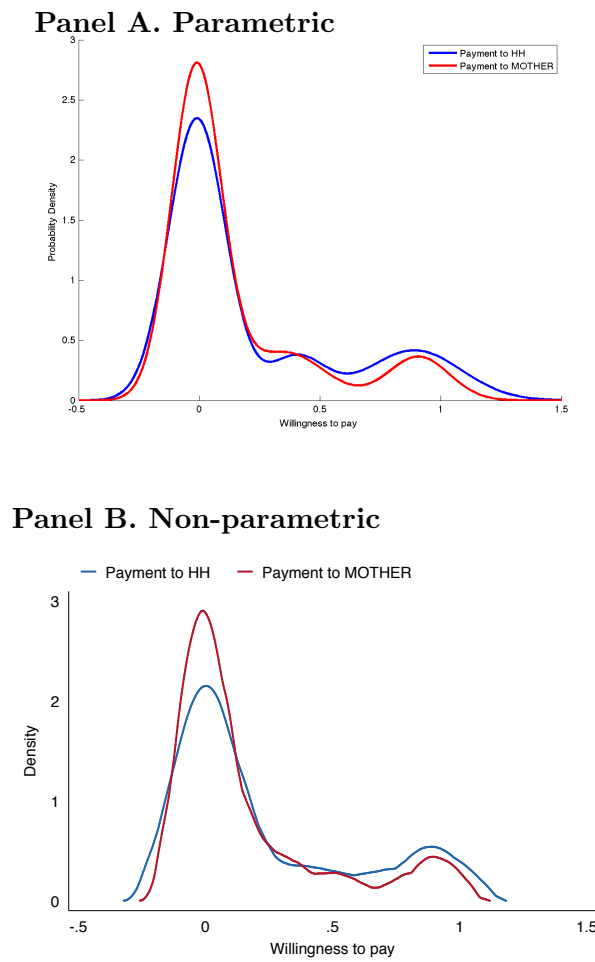 Panel A. Parametric
3
2.5
2
1.5
1
0.5
0
Probability Density
Payment to HH
Payment to MOTHER
-0.5 0 0.5 1 1.5
Willingness to pay
Panel B. Non-parametric
Payment to HH Payment to MOTHER
3
2
1
0
Density
-.5 0 .5 1 1.5
Willingness to pay